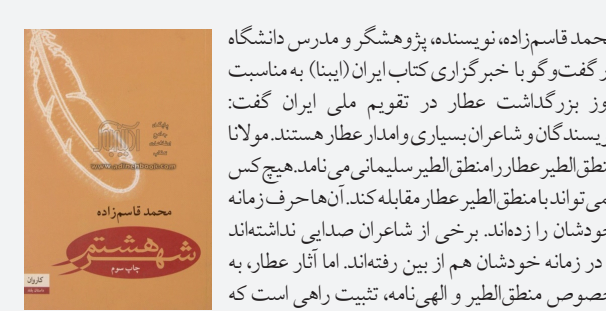 محمد قاسم‌زاده، نویسنده، پژوهشگر و مدرس دانشگاه
در گفت‌وگو با خبرگزاری کتاب ایران (ایبنا) به مناسبت
روز بزرگداشت عطار در تقویم ملی ایران گفت:
نویسندگان و شاعران بسیاری وامدار عطار هستند. مولانا
منطق‌الطیر عطار را منطق‌الطیر سلیمانی می‌نامد. هیچ کس
نمی‌تواند با منطق‌الطیر عطار مقابله کند. آن‌ها حرف زمانه
خودشان را زده‌اند. برخی از شاعران صدایی نداشته‌اند
در زمانه خودشان هم از بین رفته‌اند. اما آثار عطار، به
خصوص منطق‌الطیر و الهی‌نامه، تثبیت راهی است که
محمد قاسم‌زاده
شهر هشتم
چاپ سوم
کاروان